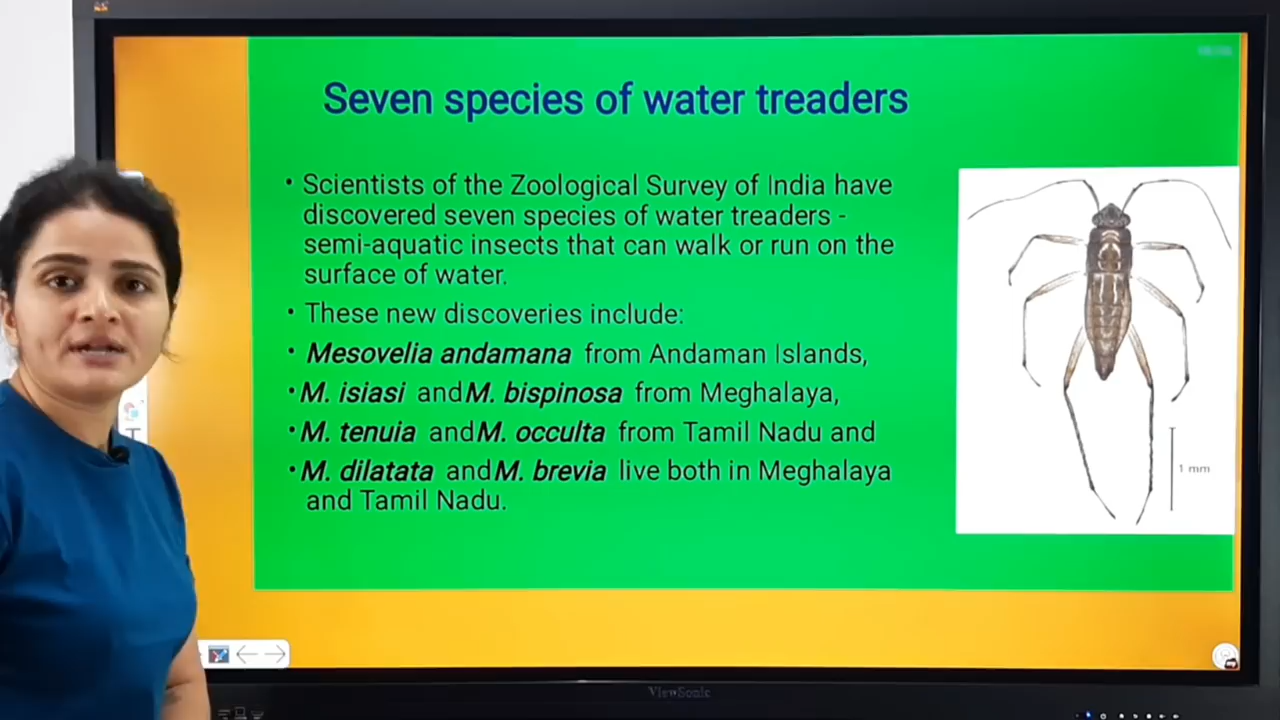 Seven species of water treaders
• Scientists of the Zoological Survey of India have
discovered seven species of water treaders -
semi-aquatic insects that can walk or run on the
surface of water.
• These new discoveries include:
• Mesovelia andamana from Andaman Islands,
• M. isiasi and M. bispinosa from Meghalaya,
• M. tenuia and M. occulta from Tamil Nadu and
• M. dilatata and M. brevia live both in Meghalaya
and Tamil Nadu.
1 mm
ViewSonic